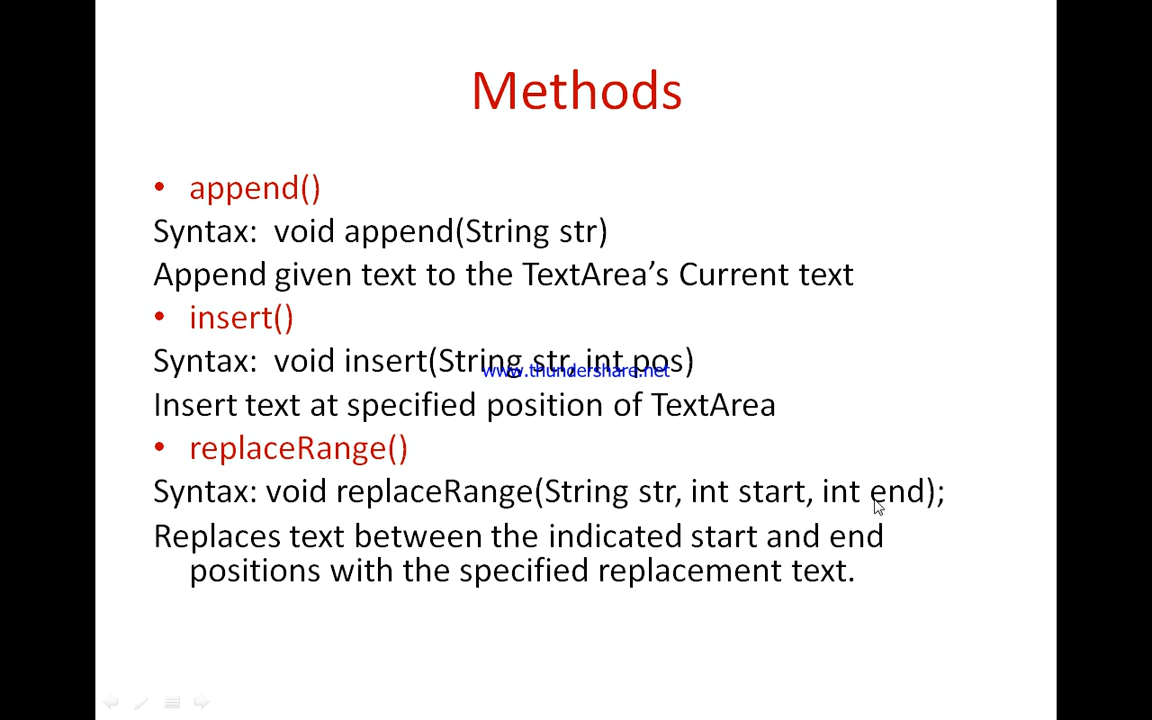 Methods
• append()
Syntax:  void append(String str)
Append given text to the TextArea’s Current text
• insert()
Syntax:  void insert(String str, int pos)
www.thundershare.net
Insert text at specified position of TextArea
• replaceRange()
Syntax: void replaceRange(String str, int start, int end);
Replaces text between the indicated start and end
positions with the specified replacement text.